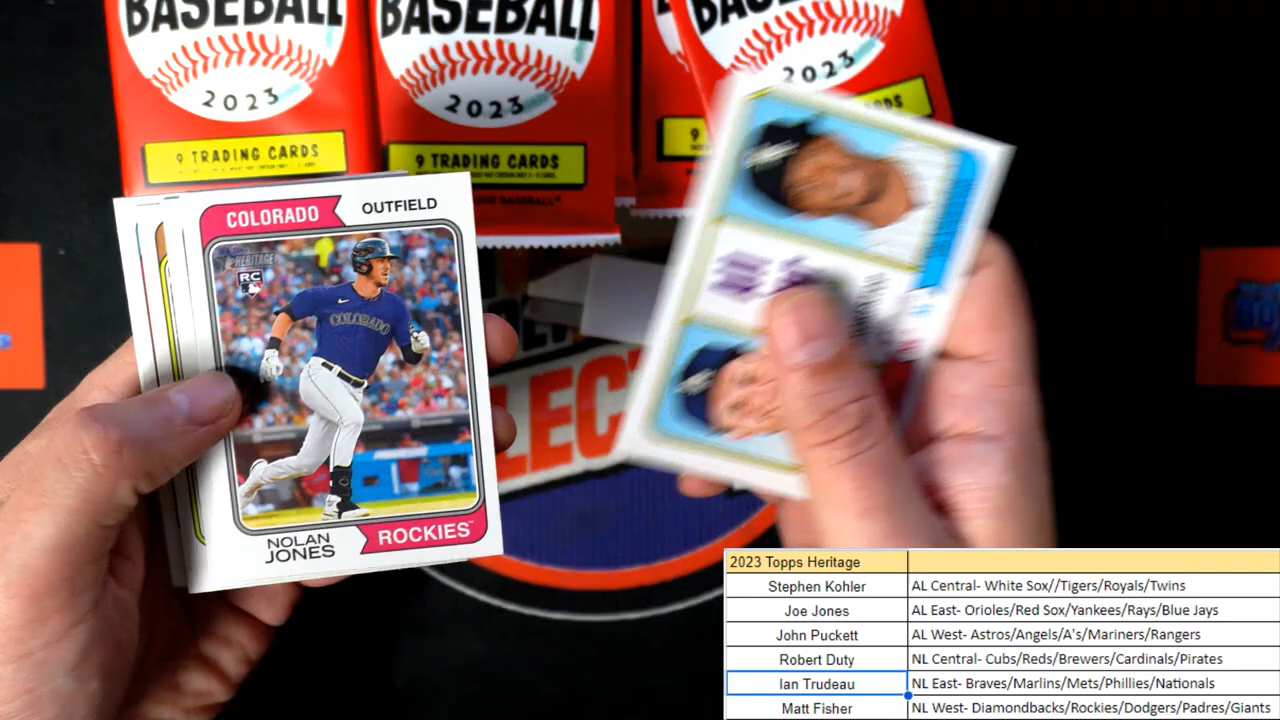 BASEBALL
2023
9 TRADING CARDS
BASEBALL
2023
9 TRADING CARDS
BASEBALL
2023
9
CARDS
COLORADO
OUTFIELD
HERITAGE
RC
COLORADO
NOLAN
JONES
ROCKIES™
LECT
2023 Topps Heritage
Stephen Kohler AL Central- White Sox//Tigers/Royals/Twins
Joe Jones AL East- Orioles/Red Sox/Yankees/Rays/Blue Jays
John Puckett AL West- Astros/Angels/A's/Mariners/Rangers
Robert Duty NL Central- Cubs/Reds/Brewers/Cardinals/Pirates
Ian Trudeau NL East- Braves/Marlins/Mets/Phillies/Nationals
Matt Fisher NL West- Diamondbacks/Rockies/Dodgers/Padres/Giants